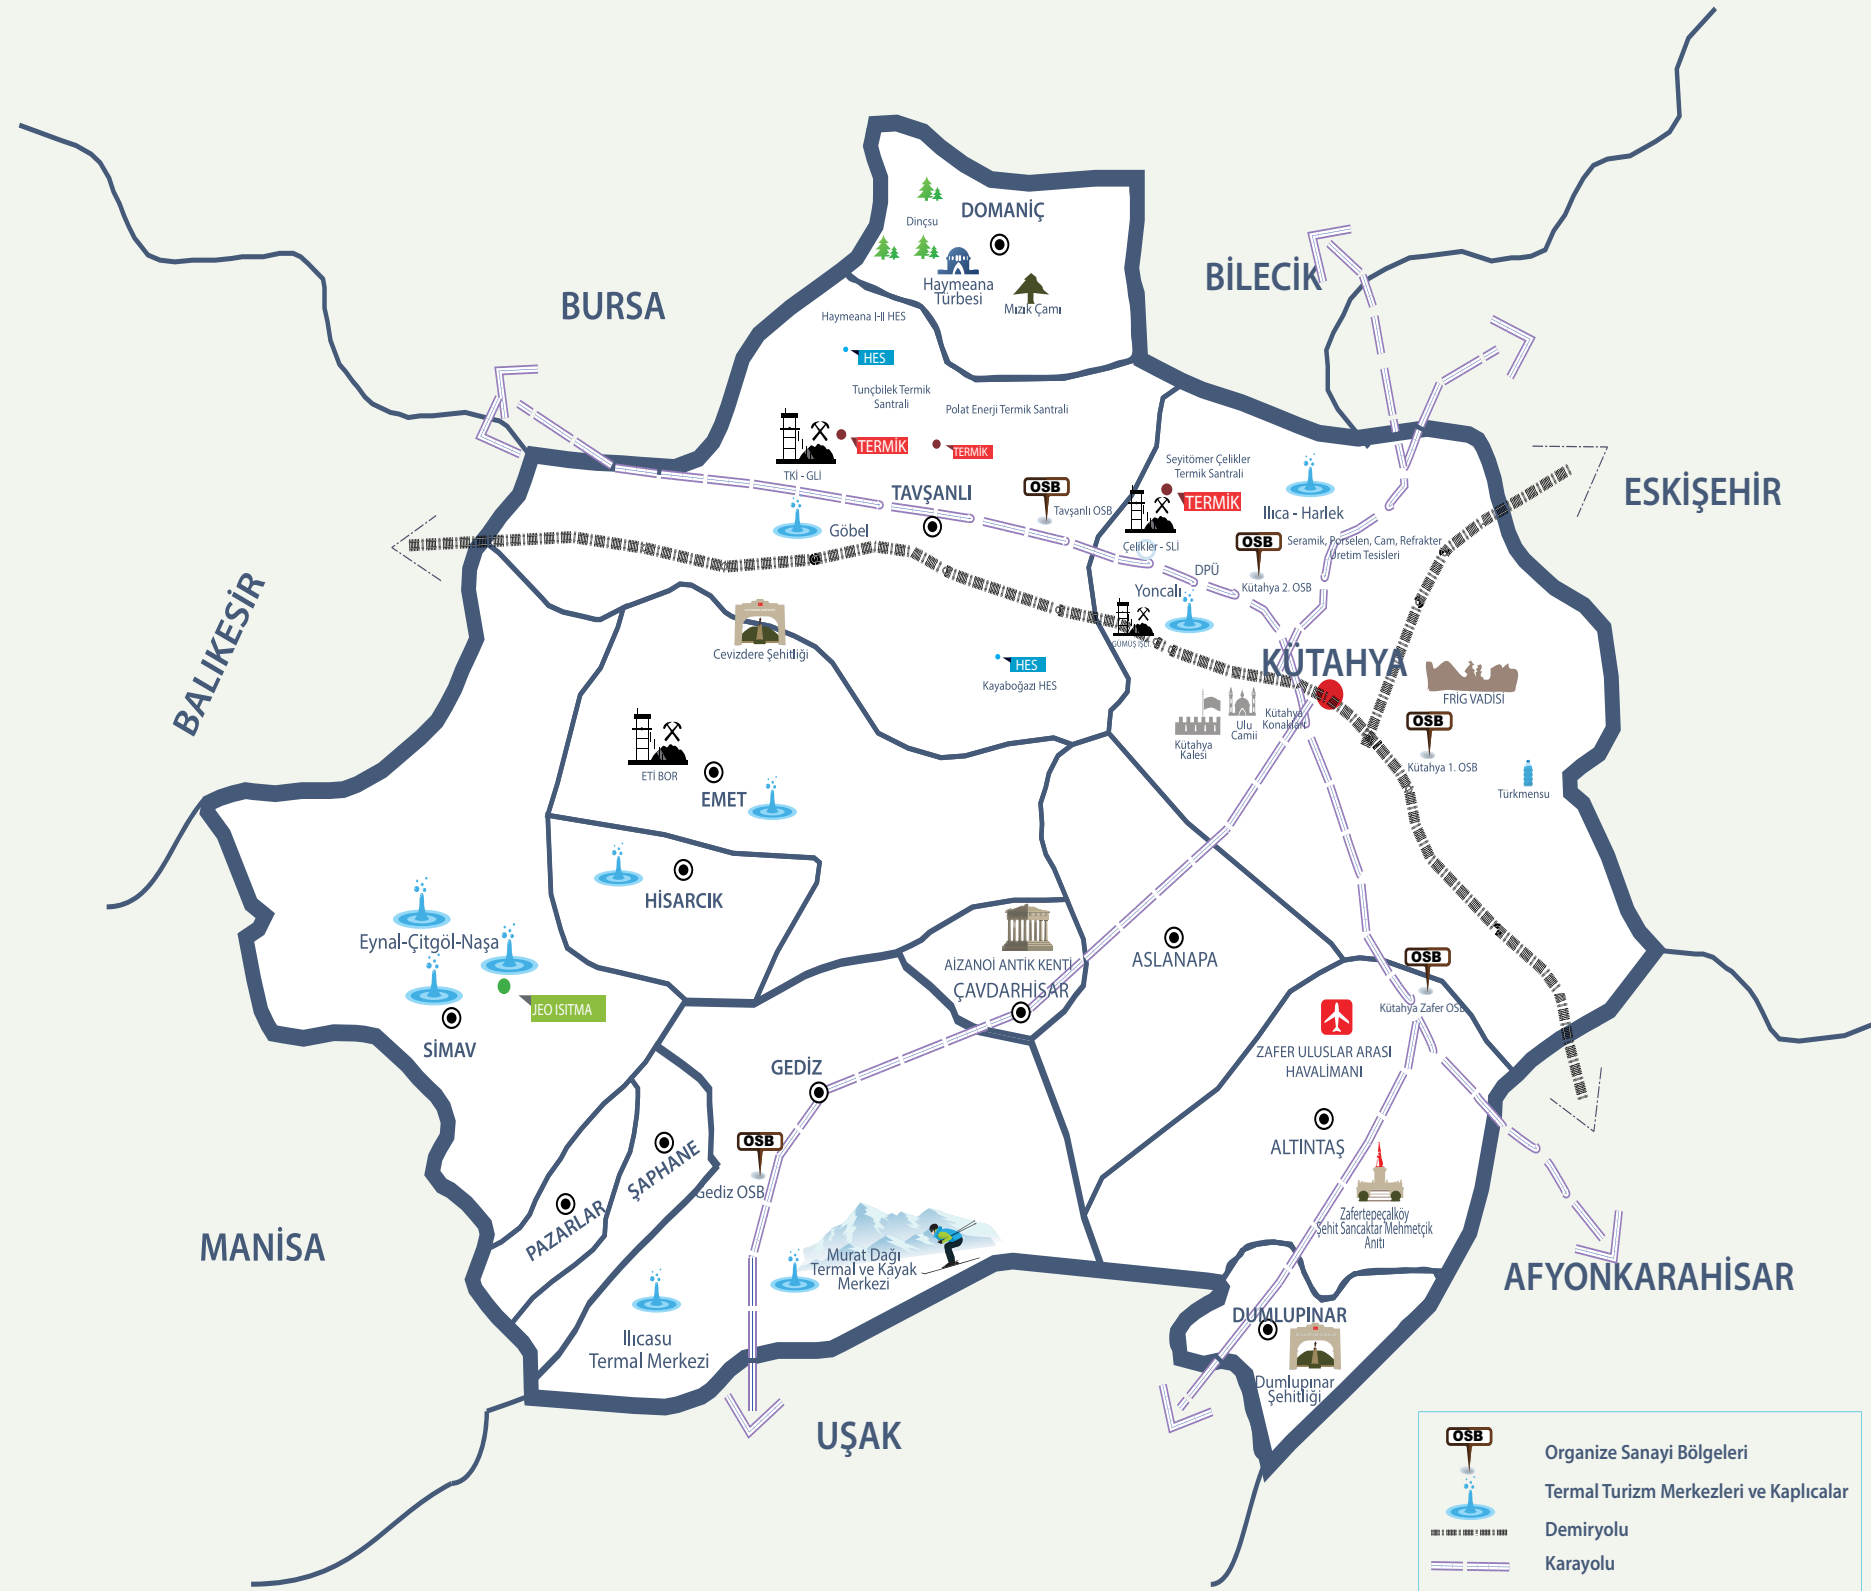 DOMANİÇ
Dinçsu
Haymeana
Türbesi
Mızık Çamı
BURSA
BİLECİK
Haymeana I-II HES
HES
Tunçbilek Termik
Santrali
Polat Enerji Termik Santrali
TERMİK
TERMİK
TKİ - GLİ
TAVŞANLI
OSB
Tavşanlı OSB
Göbel
Seyitömer Çelikler
Termik Santrali
TERMİK
Çelikler - SLİ
Ilıca - Harlek
ESKİŞEHİR
OSB
Seramik, Porselen, Cam, Refrakter
Üretim Tesisleri
DPÜ
Kütahya 2. OSB
Yoncalı
BALIKESİR
Cevizdere Şehitliği
HES
Kayaboğazı HES
KÜTAHYA
FRİG VADİSİ
Kütahya
Kalesi
Ulu
Camii
Kütahya
Konakları
OSB
Kütahya 1. OSB
Türkmensu
ETİ BOR
EMET
HİSARCIK
Eynal-Çitgöl-Naşa
JEO ISITMA
SİMAV
AİZANOİ ANTİK KENTİ
ÇAVDARHİSAR
ASLANAPA
OSB
Kütahya Zafer OSB
ZAFER ULUSLAR ARASI
HAVALİMANI
GEDİZ
ALTINTAŞ
OSB
Gediz OSB
ŞAPHANE
PAZARLAR
Zafertepeçalköy
Şehit Sancaktar Mehmetçik
Anıtı
MANİSA
Murat Dağı
Termal ve Kayak
Merkezi
AFYONKARAHİSAR
Ilıcasu
Termal Merkezi
DUMLUPINAR
Dumlupınar
Şehitliği
UŞAK
OSB
Organize Sanayi Bölgeleri
Termal Turizm Merkezleri ve Kaplıcalar
Demiryolu
Karayolu